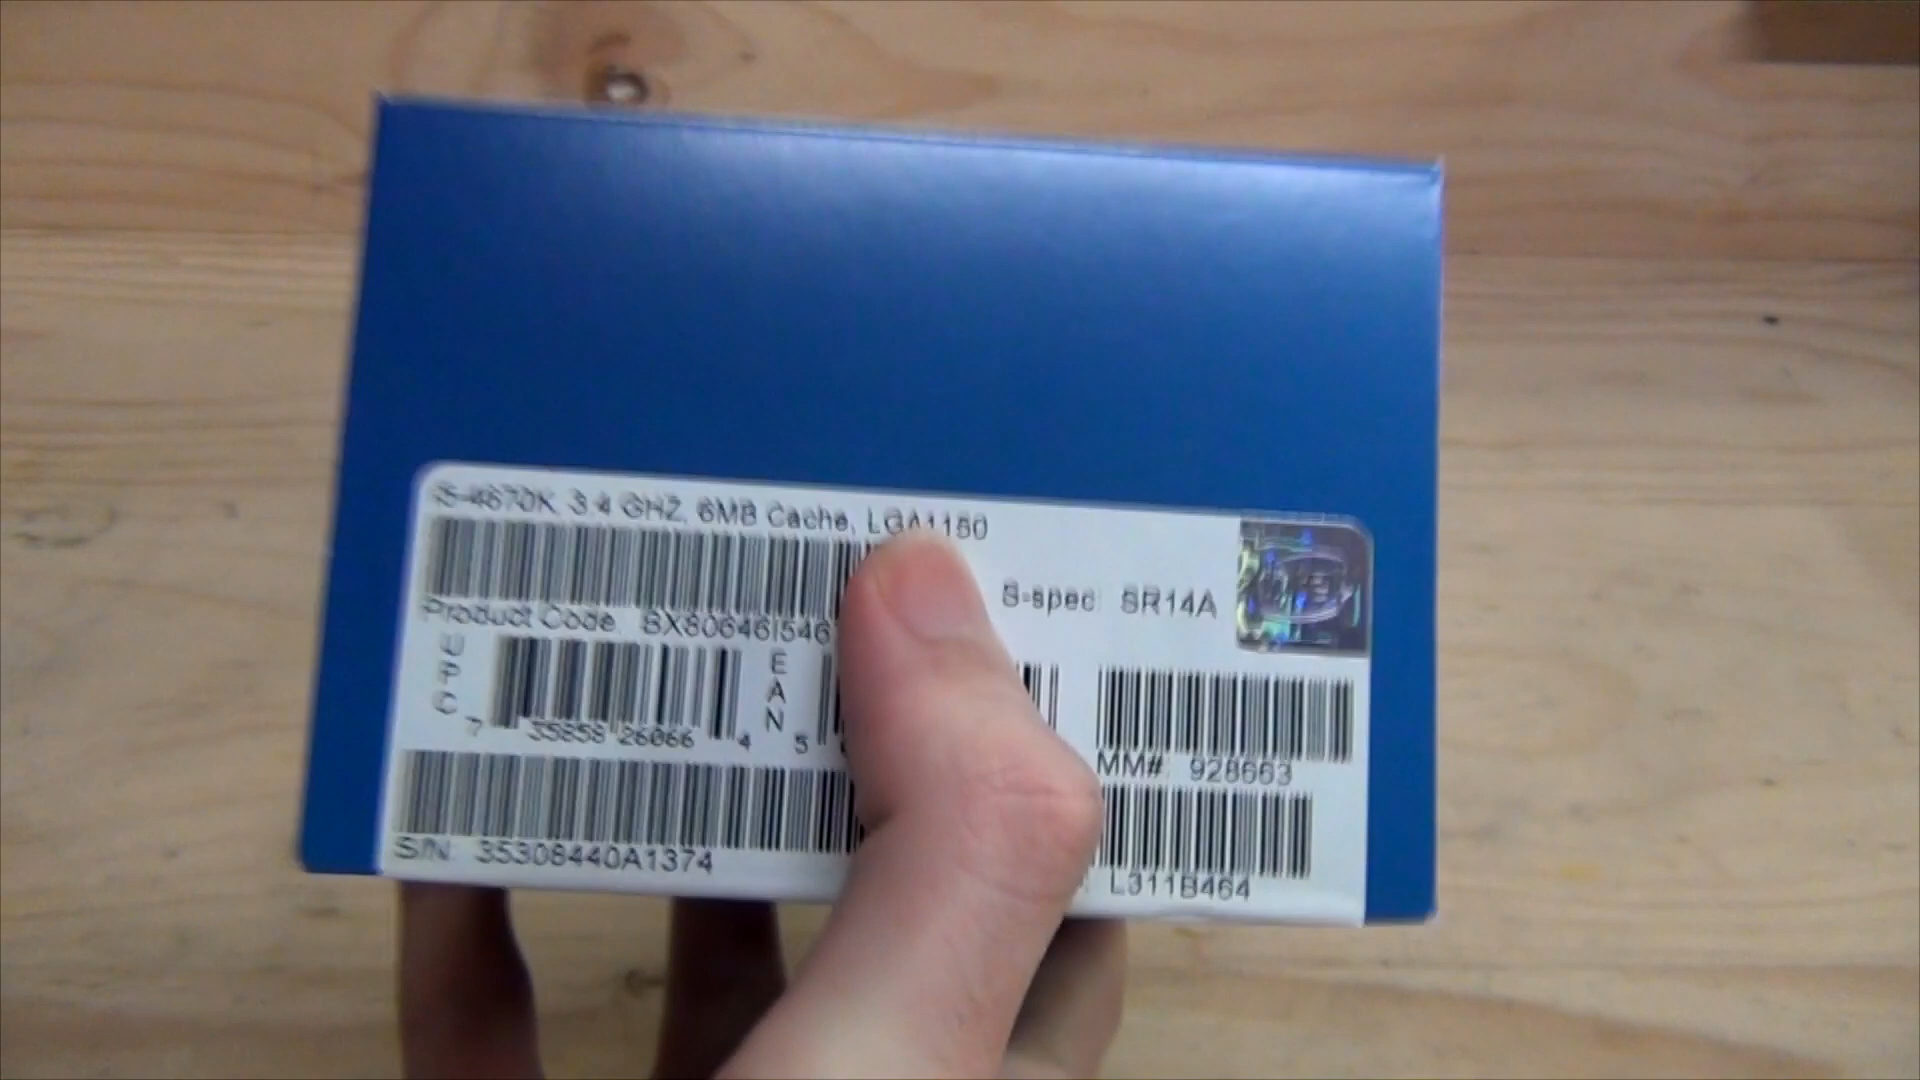 i5-4670K, 3.4 GHZ, 6MB Cache, LGA1150
S-spec: SR14A
Product Code: BX80646I546
UPC
7 35858 26066 4
EAN
5
MM#: 928663
S/N: 35308440A1374
L311B464